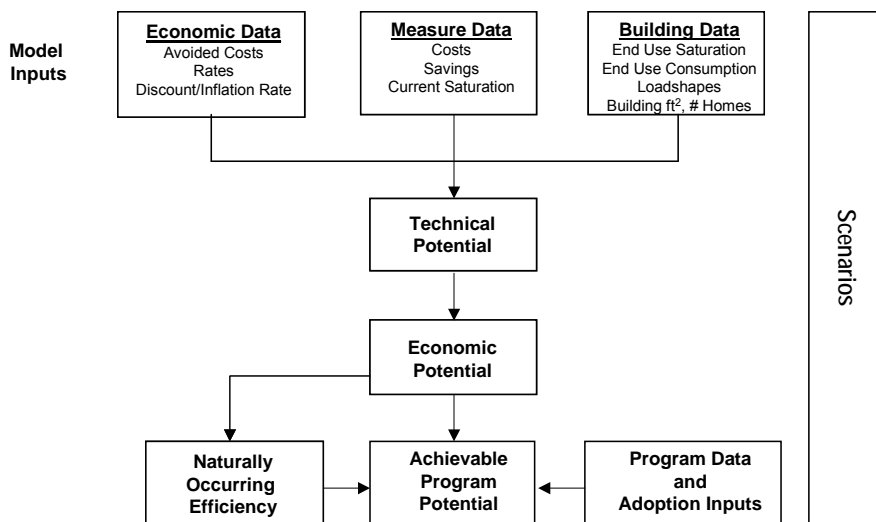 Model
Inputs
Economic Data
Avoided Costs
Rates
Discount/Inflation Rate
Measure Data
Costs
Savings
Current Saturation
Building Data
End Use Saturation
End Use Consumption
Loadshapes
Building ft², # Homes
Technical
Potential
Economic
Potential
Naturally
Occurring
Efficiency
Achievable
Program
Potential
Program Data
and
Adoption Inputs
Scenarios